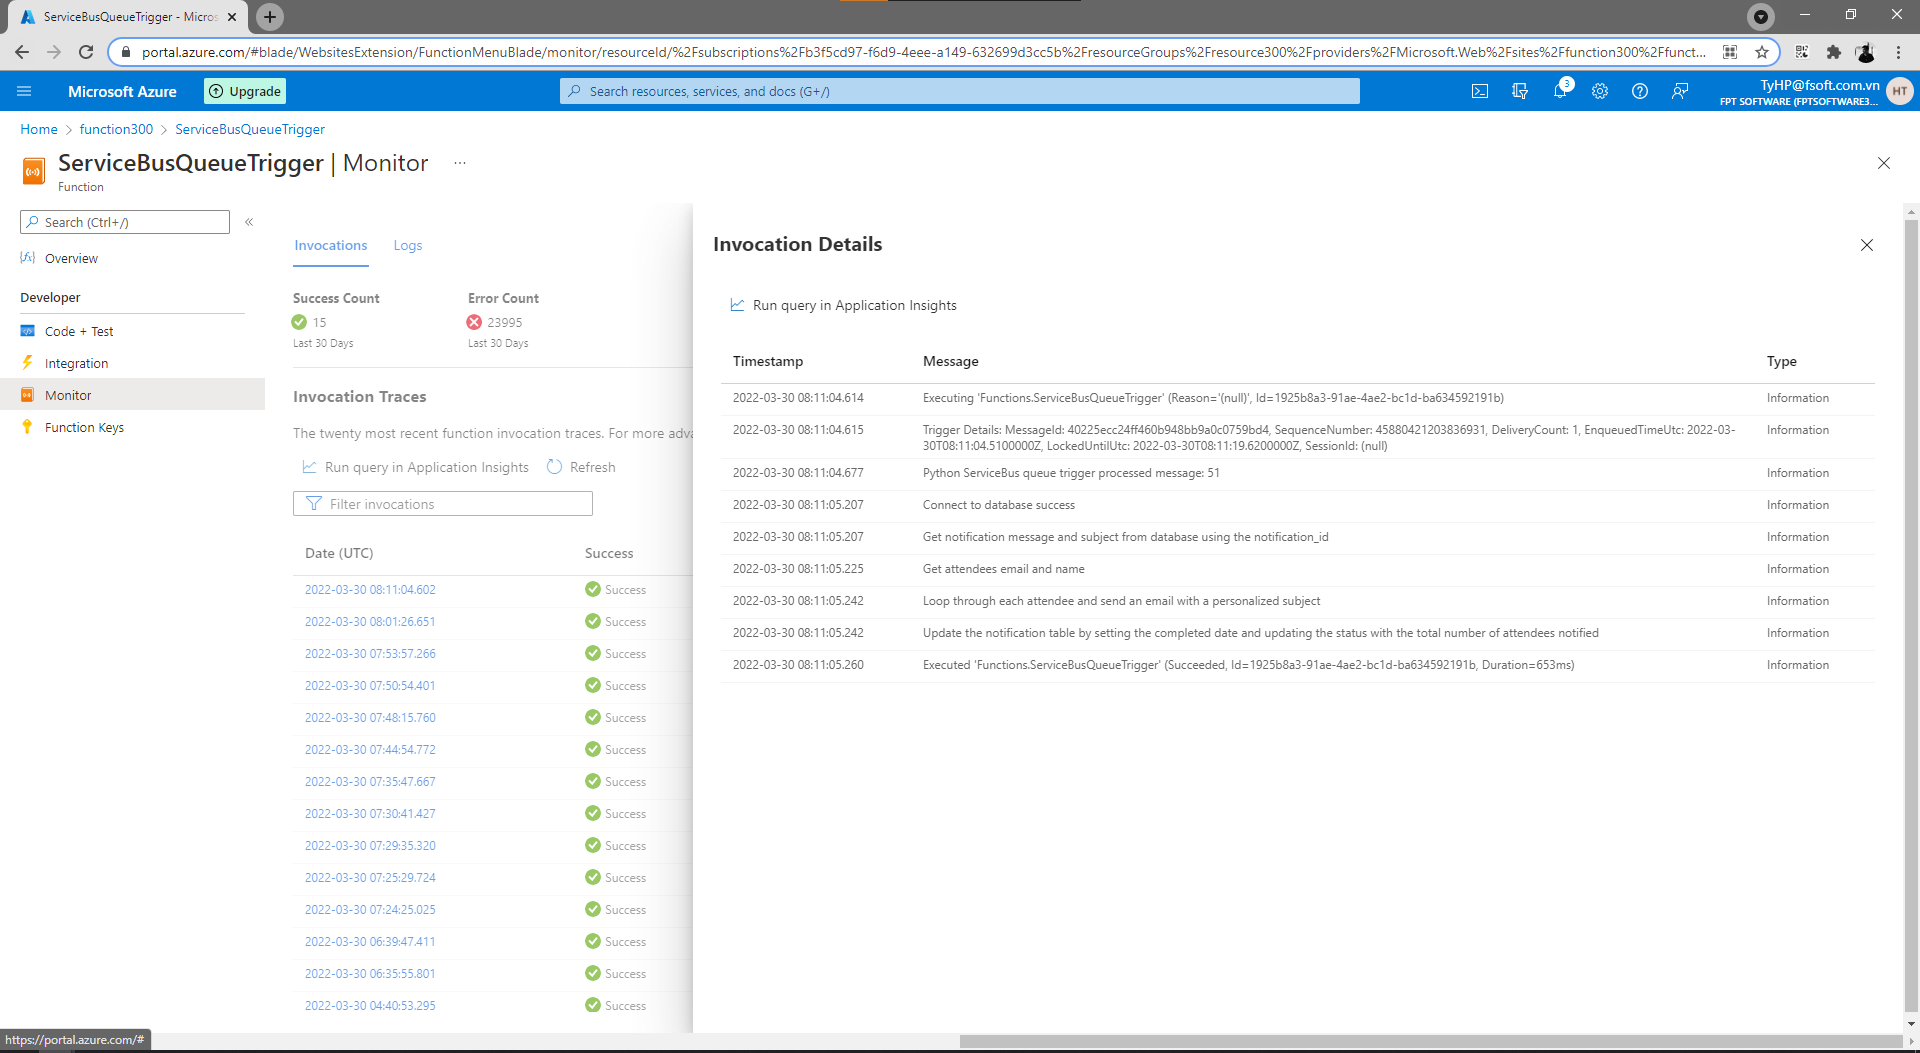 ServiceBusQueueTrigger - Micros
portal.azure.com/#blade/WebsitesExtension/FunctionMenuBlade/monitor/resourceId/%2Fsubscriptions%2Fb3f5cd97-f6d9-4eee-a149-632699d3cc5b%2FresourceGroups%2Fresource300%2Fproviders%2FMicrosoft.Web%2Fsites%2Ffunction300%2Ffunct...
Microsoft Azure
Upgrade
Search resources, services, and docs (G+/)
3
TyHP@fsoft.com.vn
FPT SOFTWARE (FPTSOFTWARE3...
HT
Home > function300 > ServiceBusQueueTrigger
ServiceBusQueueTrigger | Monitor ...
Function
Search (Ctrl+/)
«
Overview
Developer
Code + Test
Integration
Monitor
Function Keys
Invocations
Logs
Success Count
Error Count
15
23995
Last 30 Days
Last 30 Days
Invocation Traces
The twenty most recent function invocation traces. For more adva
Run query in Application Insights
Refresh
Filter invocations
Date (UTC) Success
2022-03-30 08:11:04.602 Success
2022-03-30 08:01:26.651 Success
2022-03-30 07:53:57.266 Success
2022-03-30 07:50:54.401 Success
2022-03-30 07:48:15.760 Success
2022-03-30 07:44:54.772 Success
2022-03-30 07:35:47.667 Success
2022-03-30 07:30:41.427 Success
2022-03-30 07:29:35.320 Success
2022-03-30 07:25:29.724 Success
2022-03-30 07:24:25.025 Success
2022-03-30 06:39:47.411 Success
2022-03-30 06:35:55.801 Success
2022-03-30 04:40:53.295 Success
Invocation Details
Run query in Application Insights
Timestamp Message Type
2022-03-30 08:11:04.614 Executing 'Functions.ServiceBusQueueTrigger' (Reason='(null)', Id=1925b8a3-91ae-4ae2-bc1d-ba634592191b) Information
2022-03-30 08:11:04.615 Trigger Details: MessageId: 40225ecc24ff460b948bb9a0c0759bd4, SequenceNumber: 45880421203836931, DeliveryCount: 1, EnqueuedTimeUtc: 2022-03- Information
30T08:11:04.5100000Z, LockedUntilUtc: 2022-03-30T08:11:19.6200000Z, SessionId: (null)
2022-03-30 08:11:04.677 Python ServiceBus queue trigger processed message: 51 Information
2022-03-30 08:11:05.207 Connect to database success Information
2022-03-30 08:11:05.207 Get notification message and subject from database using the notification_id Information
2022-03-30 08:11:05.225 Get attendees email and name Information
2022-03-30 08:11:05.242 Loop through each attendee and send an email with a personalized subject Information
2022-03-30 08:11:05.242 Update the notification table by setting the completed date and updating the status with the total number of attendees notified Information
2022-03-30 08:11:05.260 Executed 'Functions.ServiceBusQueueTrigger' (Succeeded, Id=1925b8a3-91ae-4ae2-bc1d-ba634592191b, Duration=653ms) Information
https://portal.azure.com/#